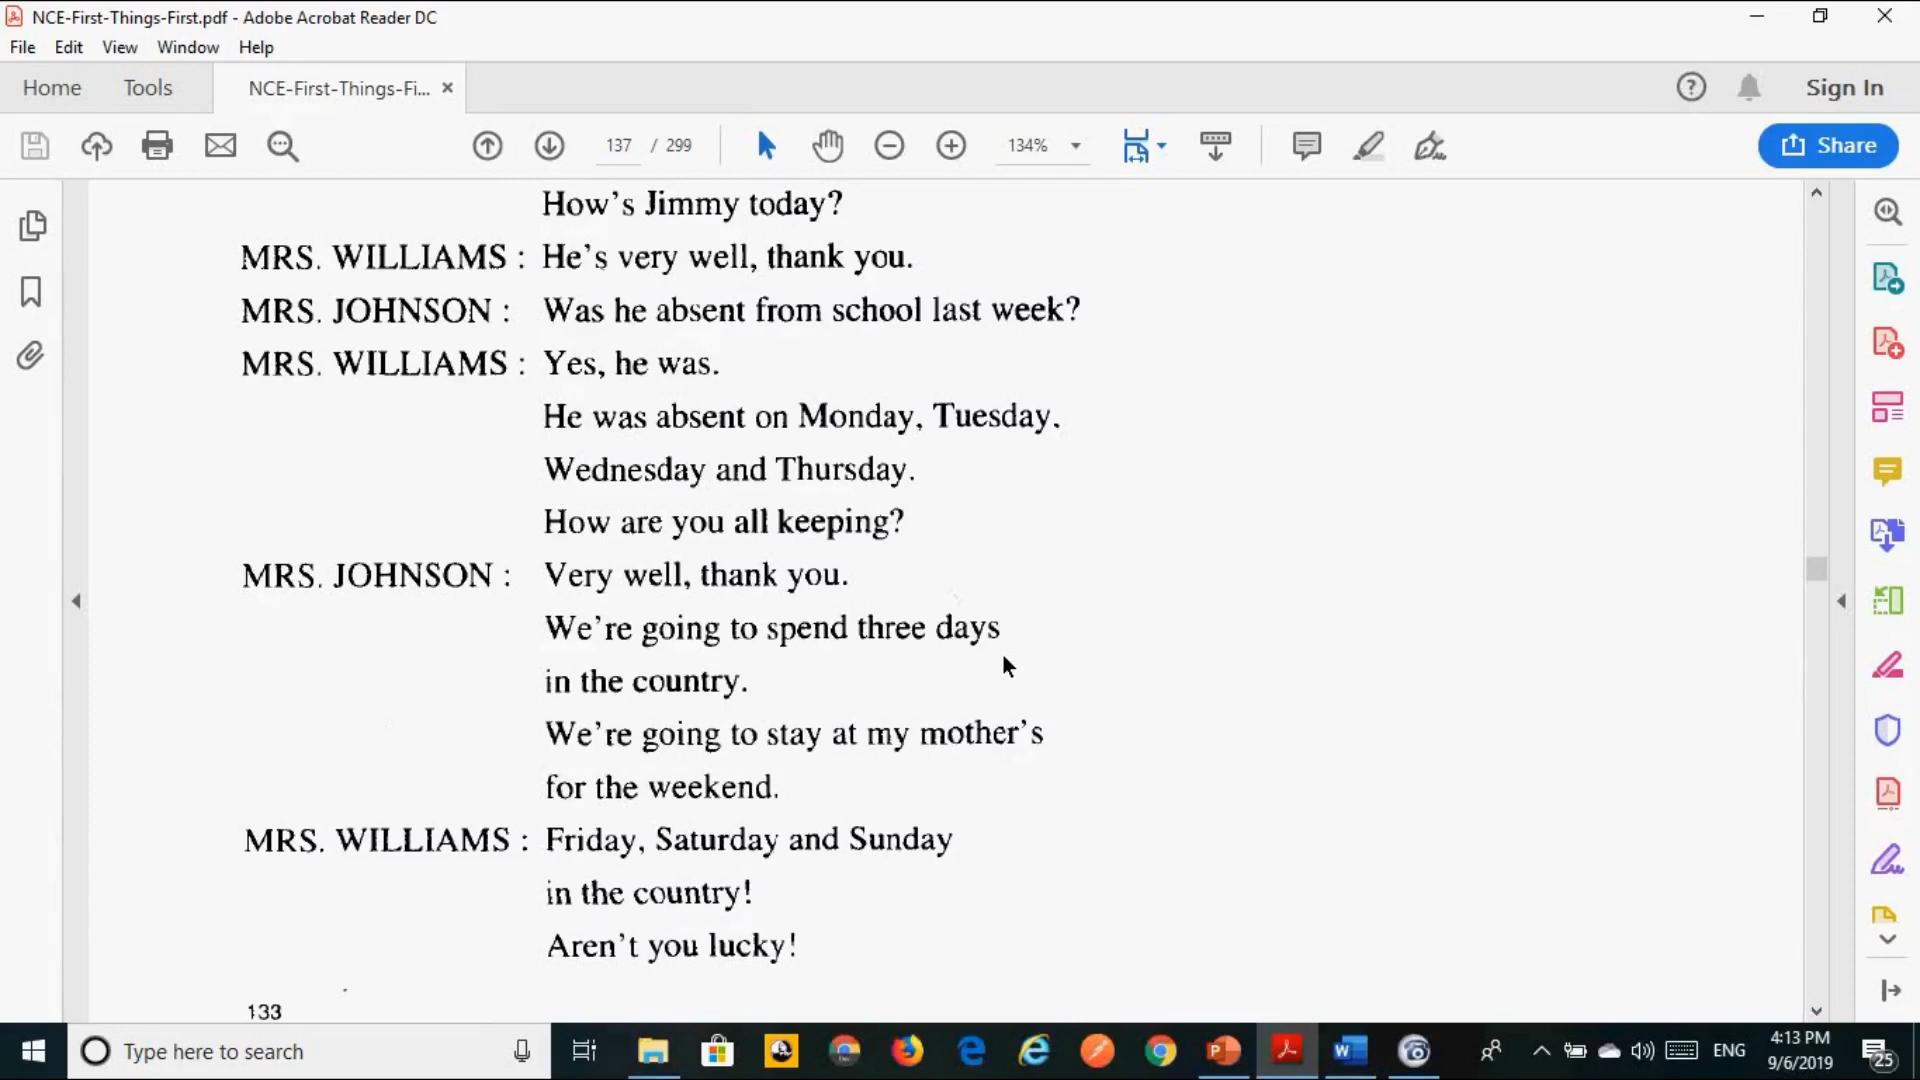 NCE-First-Things-First.pdf - Adobe Acrobat Reader DC
File Edit View Window Help
Home Tools NCE-First-Things-Fi... × Sign In
137 / 299 134% Share
How's Jimmy today?
MRS. WILLIAMS : He's very well, thank you.
MRS. JOHNSON : Was he absent from school last week?
MRS. WILLIAMS : Yes, he was.
He was absent on Monday, Tuesday,
Wednesday and Thursday.
How are you all keeping?
MRS. JOHNSON : Very well, thank you.
We're going to spend three days
in the country.
We're going to stay at my mother's
for the weekend.
MRS. WILLIAMS : Friday, Saturday and Sunday
in the country!
Aren't you lucky!
133
Type here to search
ENG
4:13 PM
9/6/2019
25